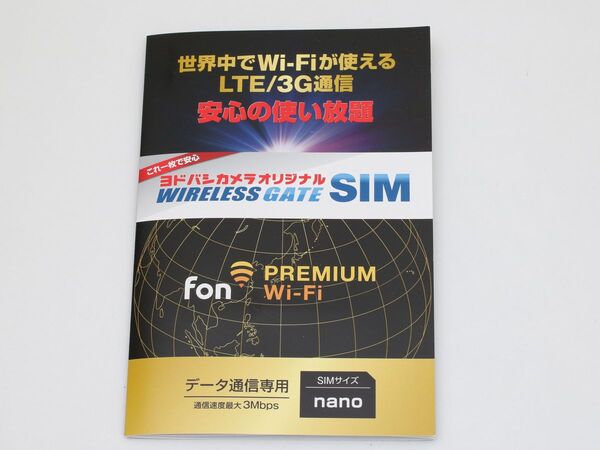 世界中でWi-Fiが使える
LTE/3G通信
安心の使い放題
これ一枚で安心
ヨドバシカメラオリジナル
WIRELESS GATE SIM
fon PREMIUM
Wi-Fi
データ通信専用
通信速度最大3Mbps
SIMサイズ
nano